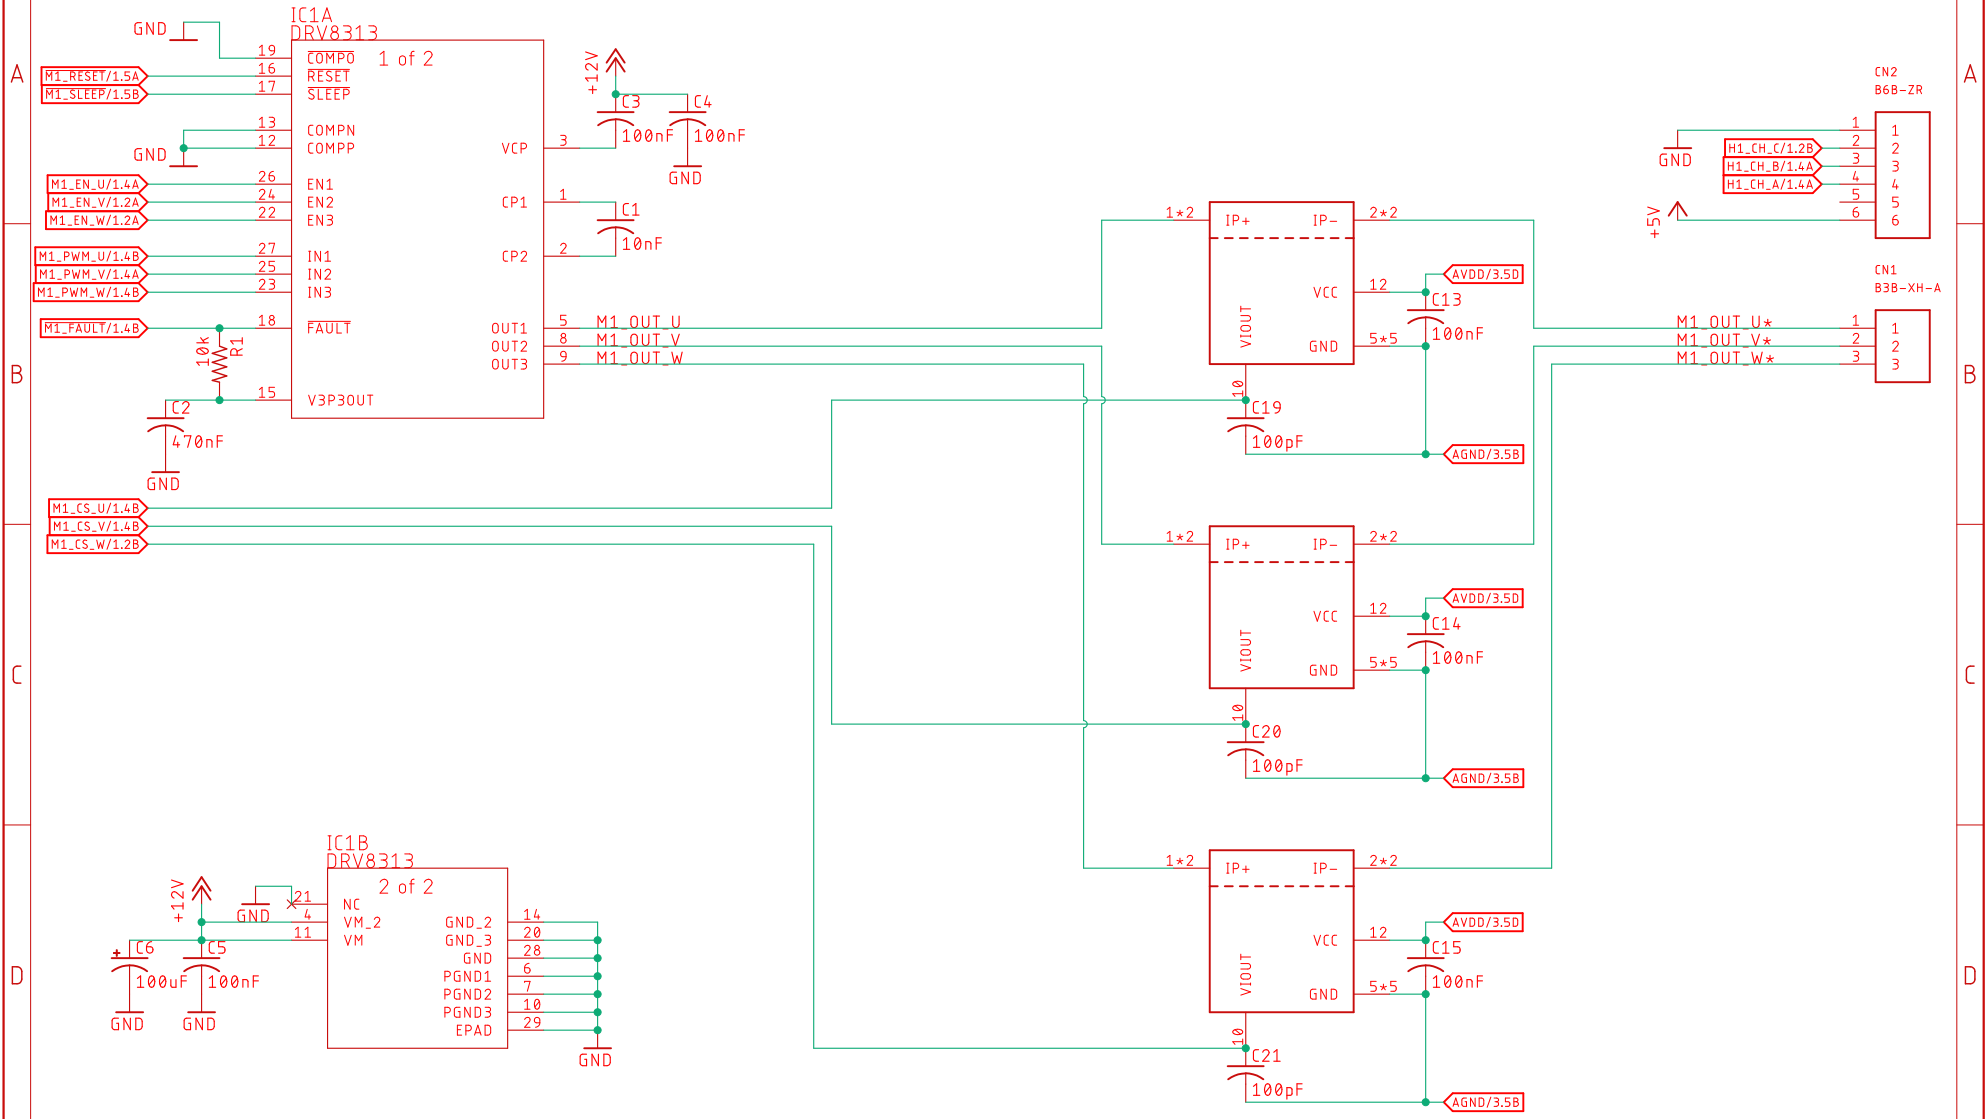 IC1A
DRV8313
1 of 2
GND
19 COMPO
M1_RESET/1.5A 16 RESET
M1_SLEEP/1.5B 17 SLEEP
13 COMPN
GND 12 COMPP
M1_EN_U/1.4A 26 EN1
M1_EN_V/1.2A 24 EN2
M1_EN_W/1.2A 22 EN3
M1_PWM_U/1.4B 27 IN1
M1_PWM_V/1.4A 25 IN2
M1_PWM_W/1.4B 23 IN3
M1_FAULT/1.4B 18 FAULT
10k
R1
15 V3P3OUT
C2
470nF
GND
VCP 3
CP1 1
CP2 2
OUT1 5 M1_OUT_U
OUT2 8 M1_OUT_V
OUT3 9 M1_OUT_W
+12V
C3
100nF
C4
100nF
GND
C1
10nF
M1_CS_U/1.4B
M1_CS_V/1.4B
M1_CS_W/1.2B
1*2 IP+ IP- 2*2
VCC 12
AVDD/3.5D
C13
100nF
VIOUT
GND 5*5
10
C19
100pF
AGND/3.5B
1*2 IP+ IP- 2*2
VCC 12
AVDD/3.5D
C14
100nF
VIOUT
GND 5*5
10
C20
100pF
AGND/3.5B
1*2 IP+ IP- 2*2
VCC 12
AVDD/3.5D
C15
100nF
VIOUT
GND 5*5
10
C21
100pF
AGND/3.5B
CN2
B6B-ZR
1 1
GND
H1_CH_C/1.2B 2 2
H1_CH_B/1.4A 3 3
H1_CH_A/1.4A 4 4
5 5
+5V 6 6
CN1
B3B-XH-A
M1_OUT_U* 1 1
M1_OUT_V* 2 2
M1_OUT_W* 3 3
IC1B
DRV8313
2 of 2
+12V
GND
21 NC
4 VM_2
11 VM
C6
100uF
GND
C5
100nF
GND
GND_2 14
GND_3 20
GND 28
PGND1 6
PGND2 7
PGND3 10
EPAD 29
GND
A
B
C
D
A
B
C
D